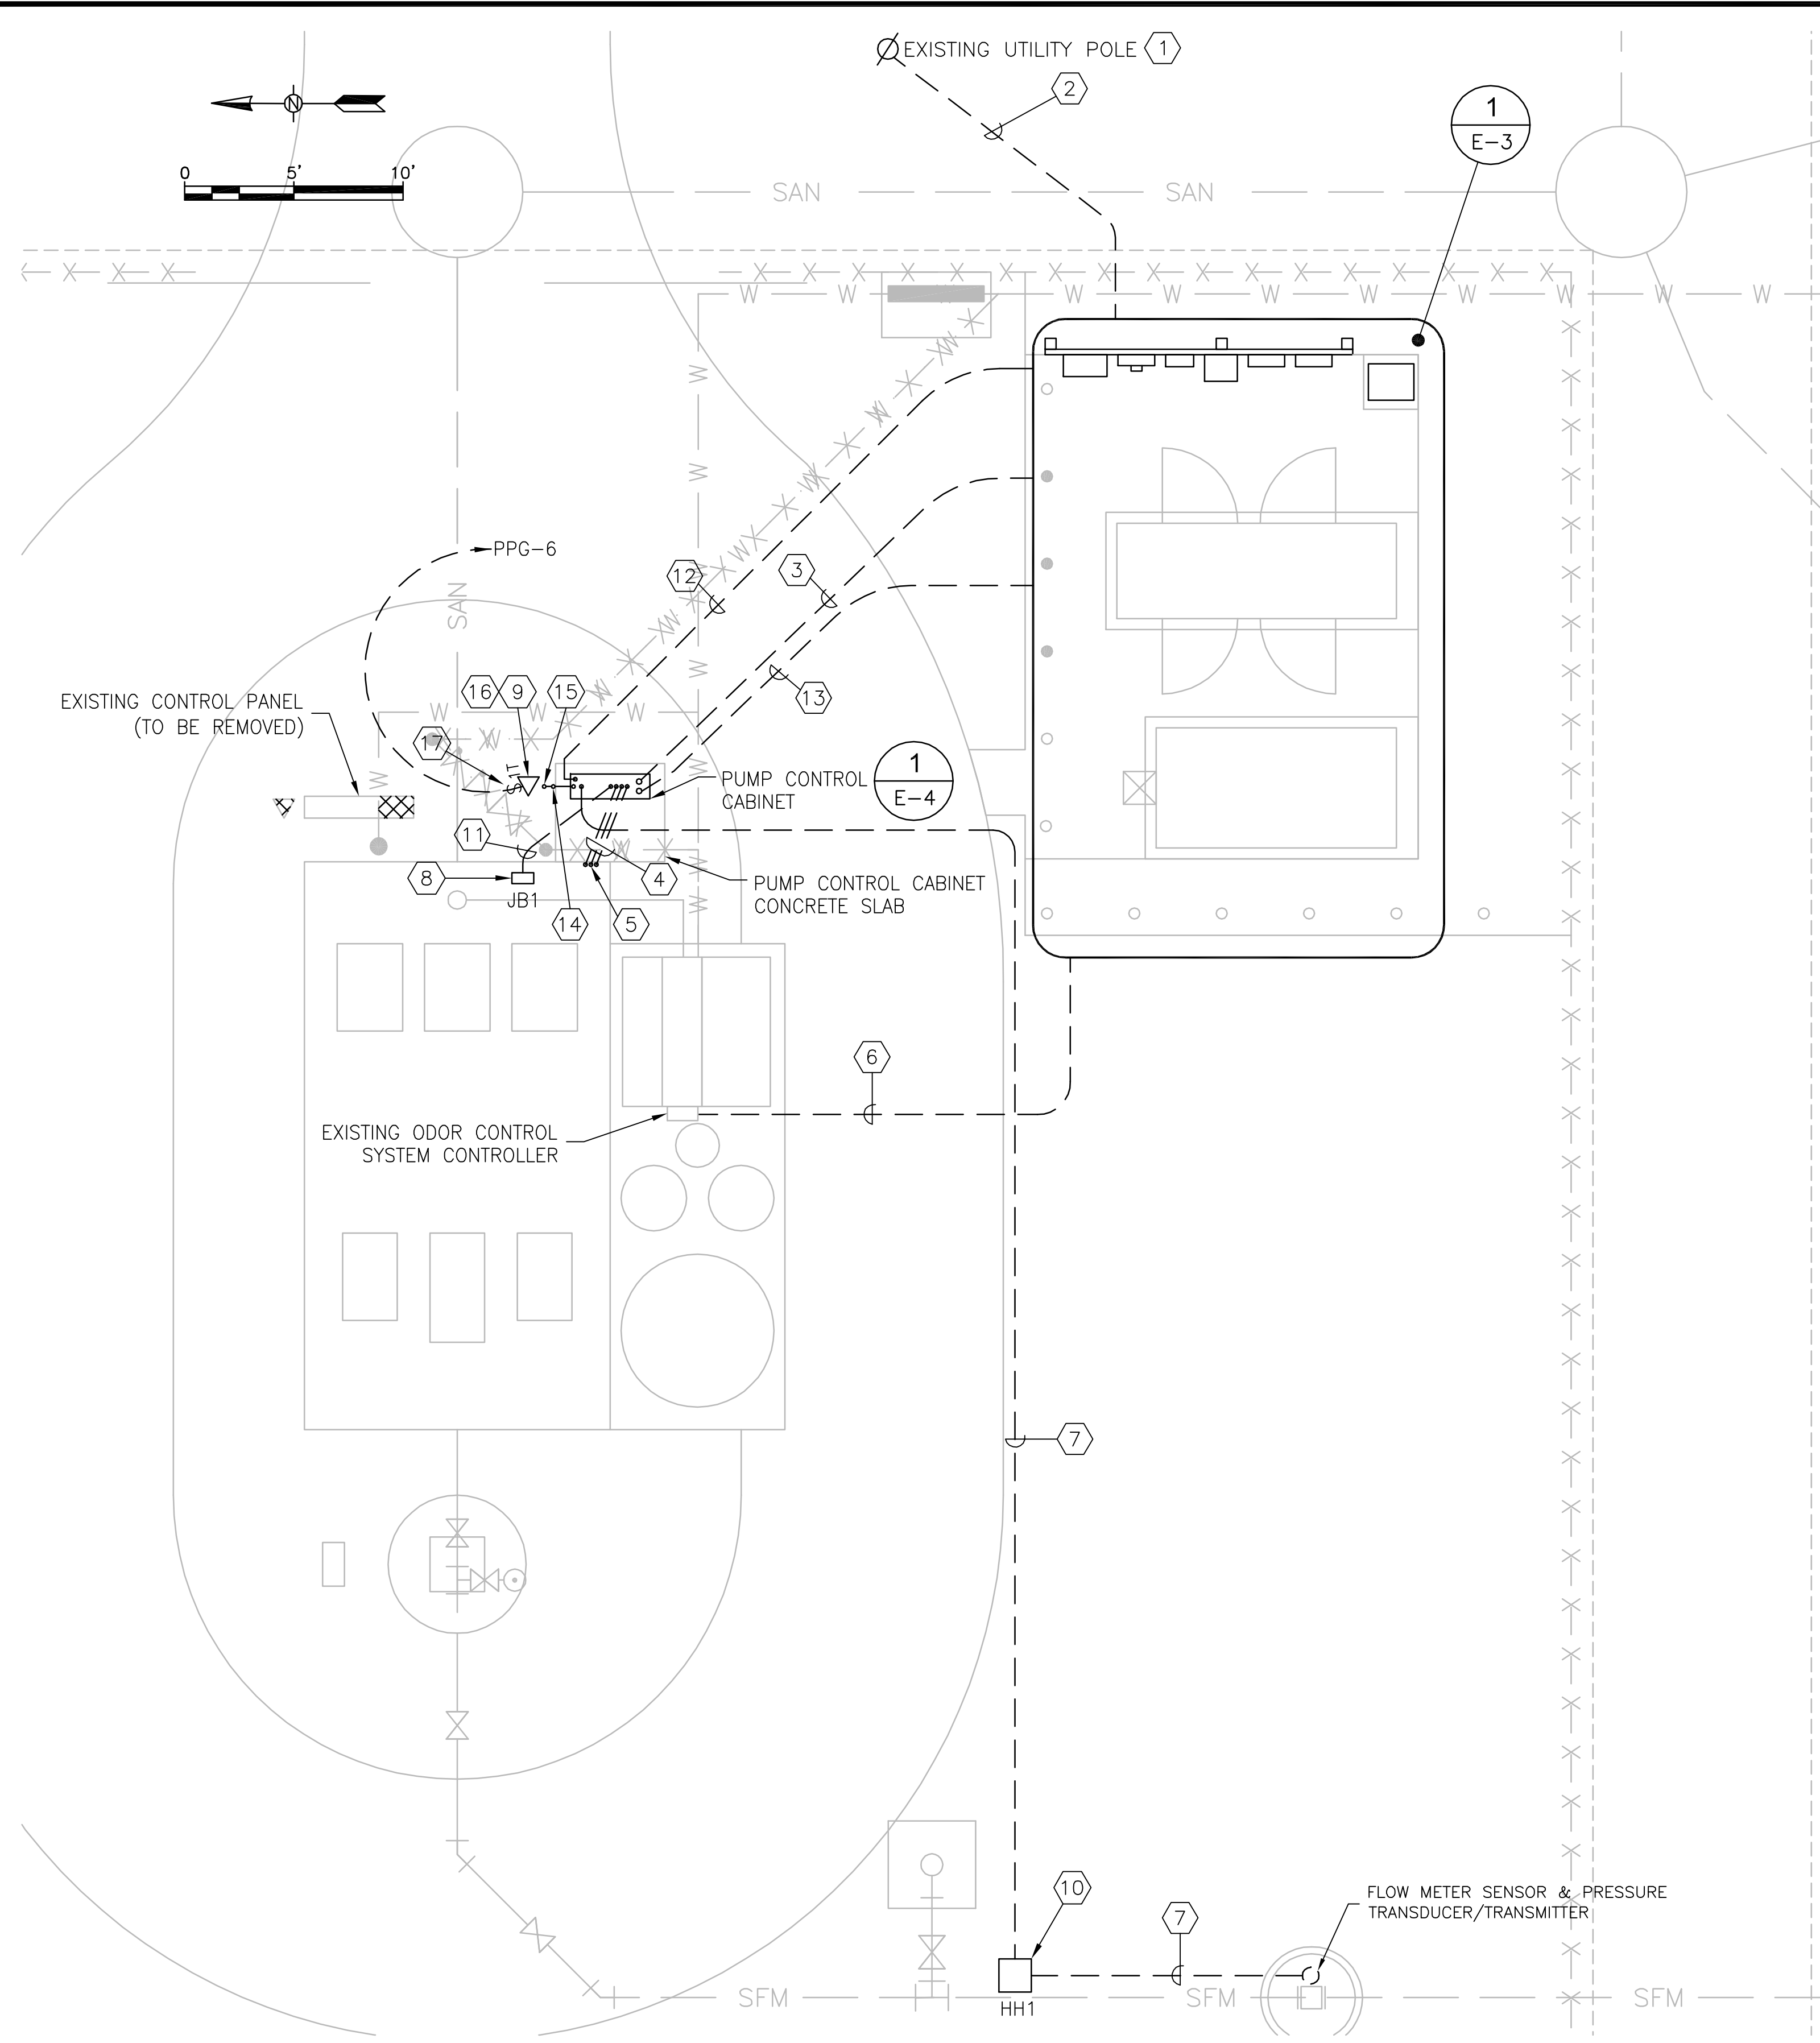 EXISTING UTILITY POLE 1
2
N
1
E-3
0 5' 10'
SAN SAN
X X X X X X X X X X X X X X X X X X X X X
W W W W W W W W W W
PPG-6
SAN
12
3
13
EXISTING CONTROL PANEL
(TO BE REMOVED)
16 9 15
W W W
17
S1T
PUMP CONTROL
CABINET
1
E-4
11
8
JB1
14
5
4
PUMP CONTROL CABINET
CONCRETE SLAB
6
EXISTING ODOR CONTROL
SYSTEM CONTROLLER
7
10
7
FLOW METER SENSOR & PRESSURE
TRANSDUCER/TRANSMITTER
SFM SFM SFM
HH1